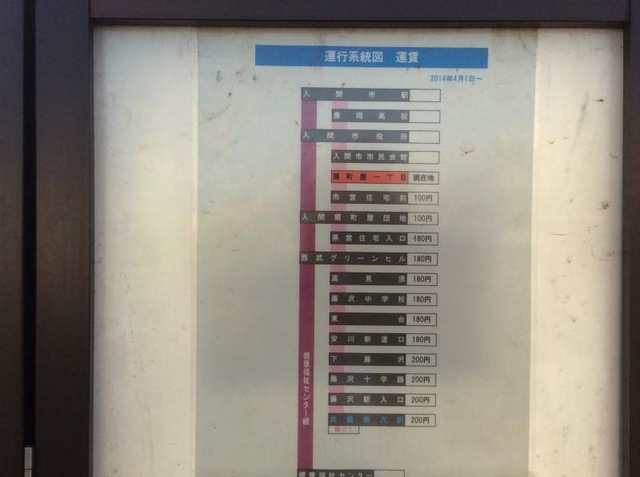 運行系統図 運賃
2014年4月1日~
入間市駅
豊岡高校
入間市役所
入間市市民会館
扇町屋一丁目 現在地
市営住宅前 100円
入間扇町屋団地 100円
県営住宅入口 180円
西武グリーンヒル 180円
高見原 180円
藤沢中学校 180円
東台 180円
安川新道口 180円
下藤沢 200円
藤沢十字路 200円
藤沢駅入口 200円
武蔵藤沢駅 200円
健康福祉センター線
健康福祉センター